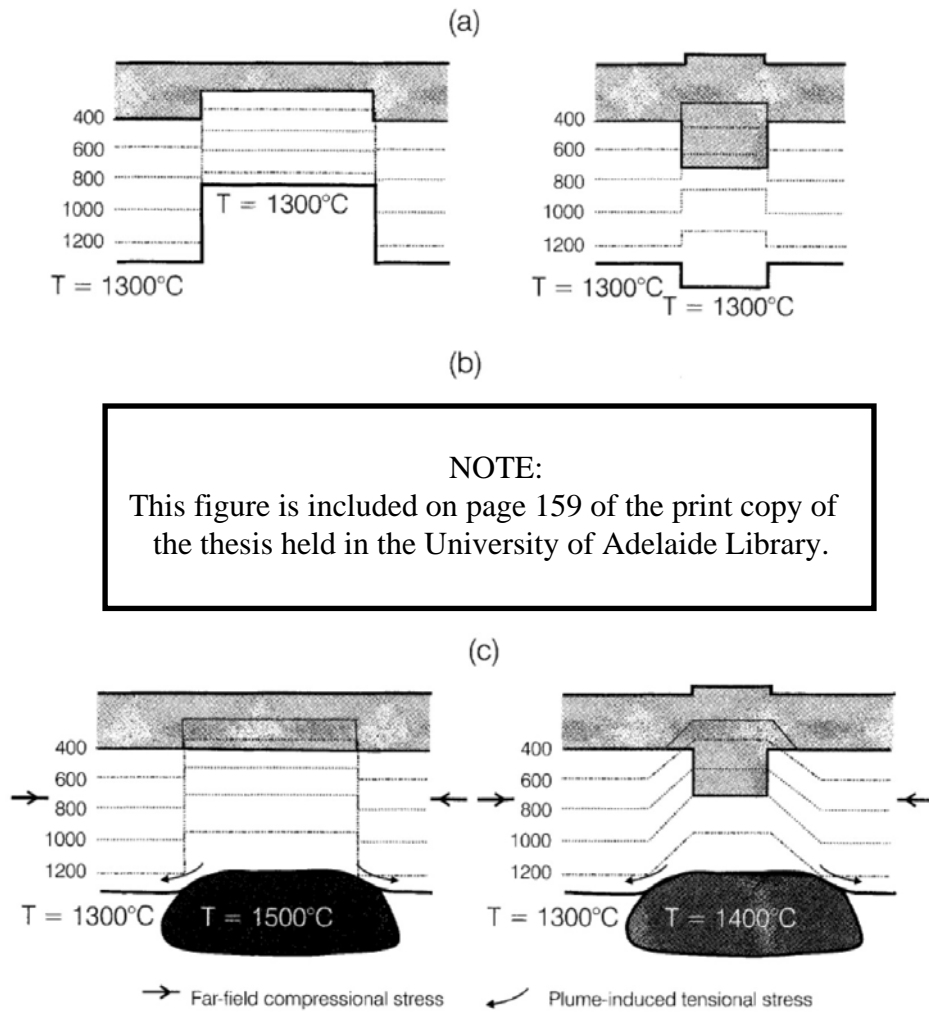 (a)
400
600
800
1000
1200
T = 1300°C
T = 1300°C
400
600
800
1000
1200
T = 1300°C
T = 1300°C
(b)
NOTE:
This figure is included on page 159 of the print copy of
the thesis held in the University of Adelaide Library.
(c)
400
600
800
1000
1200
T = 1300°C
T = 1500°C
400
600
800
1000
1200
T = 1300°C
T = 1400°C
Far-field compressional stress
Plume-induced tensional stress